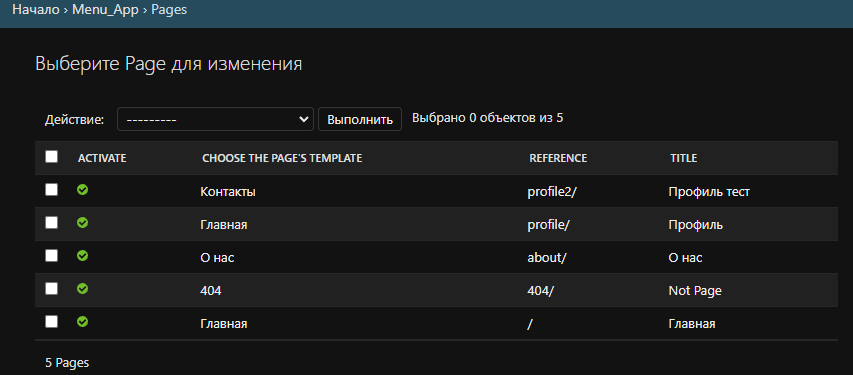 Начало › Menu_App › Pages
Выберите Page для изменения
Действие: --------- Выполнить Выбрано 0 объектов из 5
ACTIVATE CHOOSE THE PAGE'S TEMPLATE REFERENCE TITLE
Контакты profile2/ Профиль тест
Главная profile/ Профиль
О нас about/ О нас
404 404/ Not Page
Главная / Главная
5 Pages